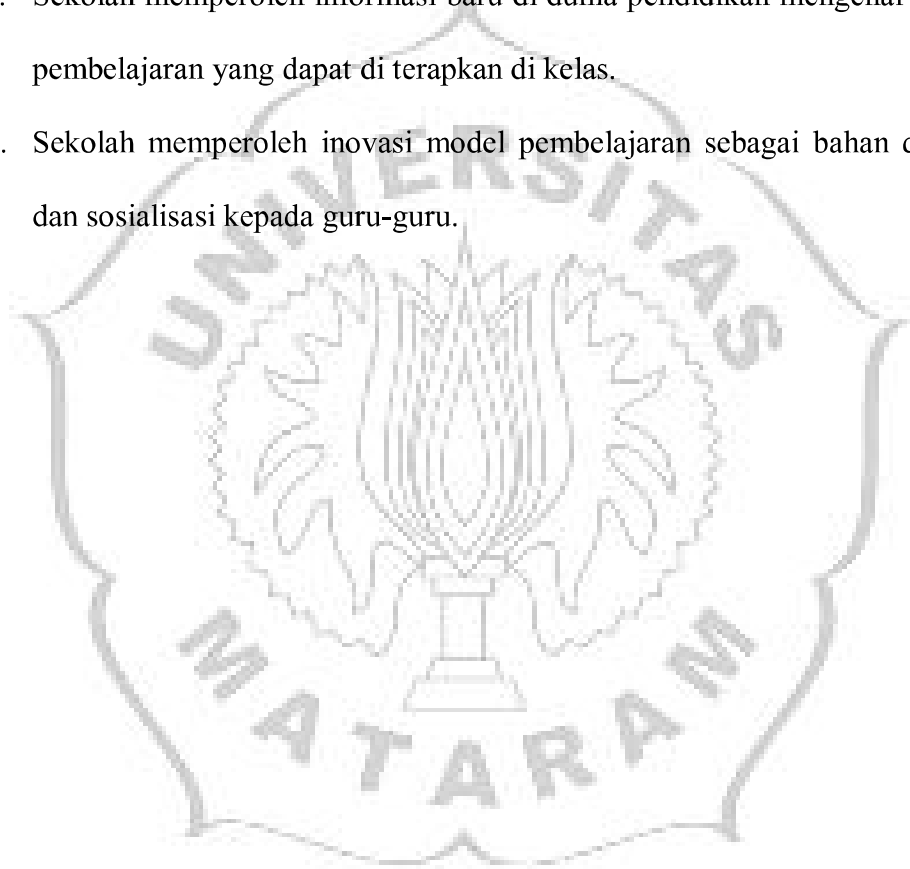 . Sekolah memperoleh informasi baru di dunia pendidikan mengenai
pembelajaran yang dapat di terapkan di kelas.
. Sekolah memperoleh inovasi model pembelajaran sebagai bahan
dan sosialisasi kepada guru-guru.
UNIVERSITAS
MATARAM